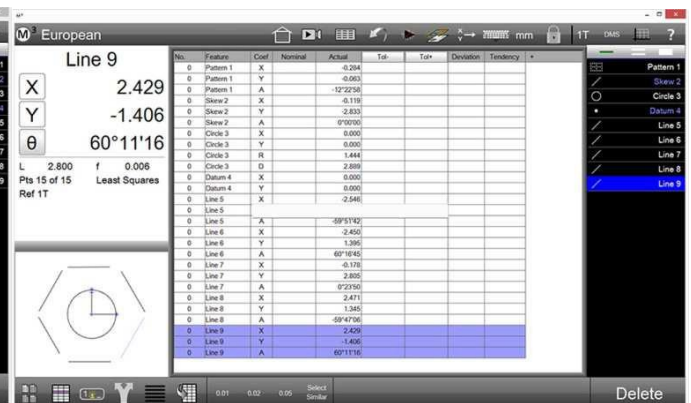 M³ European
mm
1T
DMS
?
Line 9
X 2.429
Y -1.406
θ 60°11'16
L 2.800 f 0.006
Pts 15 of 15 Least Squares
Ref 1T
No. Feature Coef Nominal Actual Tol- Tol+ Deviation Tendency +
0 Pattern 1 X -0.284
0 Pattern 1 Y -0.063
0 Pattern 1 A -12°22'58
0 Skew 2 X -0.119
0 Skew 2 Y -2.833
0 Skew 2 A 0°00'00
0 Circle 3 X 0.000
0 Circle 3 Y 0.000
0 Circle 3 R 1.444
0 Circle 3 D 2.889
0 Datum 4 X 0.000
0 Datum 4 Y 0.000
0 Line 5 X -2.546
0 Line 5
0 Line 5 A -59°51'42
0 Line 6 X -2.450
0 Line 6 Y 1.395
0 Line 6 A 60°16'45
0 Line 7 X -0.178
0 Line 7 Y 2.805
0 Line 7 A 0°23'50
0 Line 8 X 2.471
0 Line 8 Y 1.345
0 Line 8 A -59°47'06
0 Line 9 X 2.429
0 Line 9 Y -1.406
0 Line 9 A 60°11'16
Pattern 1
Skew 2
Circle 3
Datum 4
Line 5
Line 6
Line 7
Line 8
Line 9
0.01 0.02 0.05 Select Similar
Delete